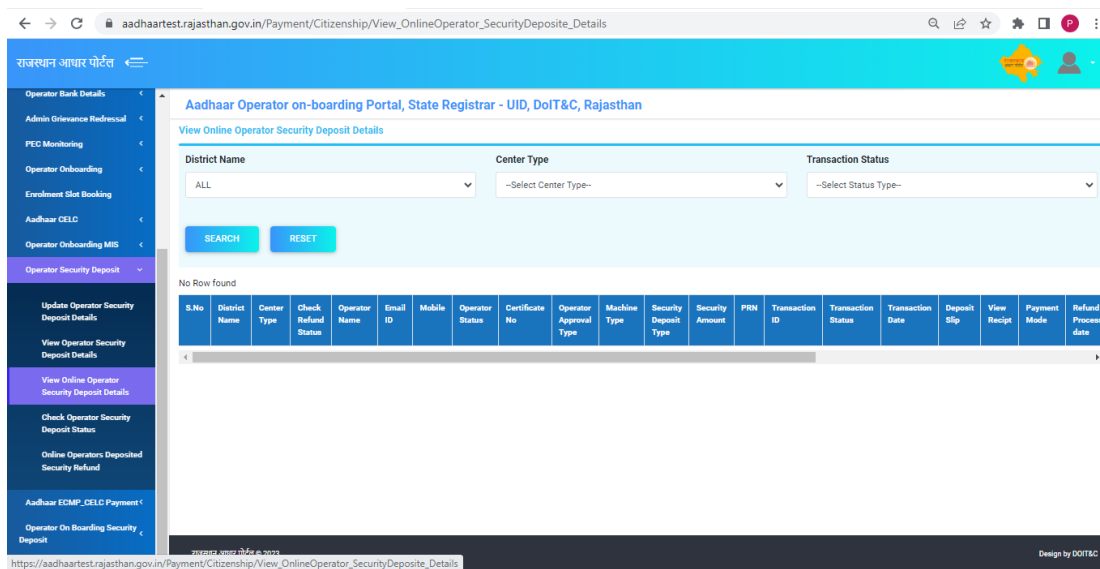 aadhaartest.rajasthan.gov.in/Payment/Citizenship/View_OnlineOperator_SecurityDeposite_Details
P
राजस्थान आधार पोर्टल
Operator Bank Details
Admin Grievance Redressal
PEC Monitoring
Operator Onboarding
Enrolment Slot Booking
Aadhaar CELC
Operator Onboarding MIS
Operator Security Deposit
Update Operator Security
Deposit Details
View Operator Security
Deposit Details
View Online Operator
Security Deposit Details
Check Operator Security
Deposit Status
Online Operators Deposited
Security Refund
Aadhaar ECMP_CELC Payment
Operator On Boarding Security
Deposit
Aadhaar Operator on-boarding Portal, State Registrar - UID, DoIT&C, Rajasthan
View Online Operator Security Deposit Details
District Name Center Type Transaction Status
ALL --Select Center Type-- --Select Status Type--
SEARCH RESET
No Row found
S.No District Center Check Operator Email Mobile Operator Certificate Operator Machine Security Security PRN Transaction Transaction Transaction Deposit View Payment Refund
Name Type Refund Name ID Status No Approval Type Deposit Amount ID Status Date Slip Recipt Mode Process
Status Type Type date
राजस्थान आधार पोर्टल © 2023 Design by DOIT&C
https://aadhaartest.rajasthan.gov.in/Payment/Citizenship/View_OnlineOperator_SecurityDeposite_Details